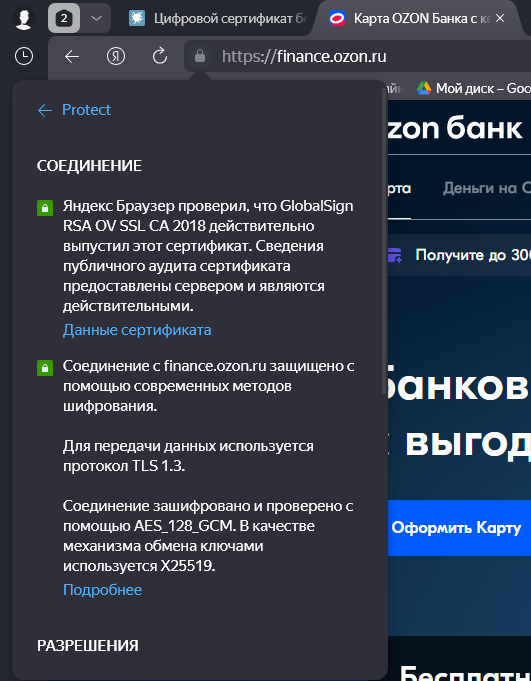 2
Цифровой сертификат бе
Карта OZON Банка с ке
https://finance.ozon.ru
Мой диск – Goo
Protect
СОЕДИНЕНИЕ
Яндекс Браузер проверил, что GlobalSign
RSA OV SSL CA 2018 действительно
выпустил этот сертификат. Сведения
публичного аудита сертификата
предоставлены сервером и являются
действительными.
Данные сертификата
Соединение с finance.ozon.ru защищено с
помощью современных методов
шифрования.
Для передачи данных используется
протокол TLS 1.3.
Соединение зашифровано и проверено с
помощью AES_128_GCM. В качестве
механизма обмена ключами
используется X25519.
Подробнее
РАЗРЕШЕНИЯ
zon банк
рта
Деньги на С
Получите до 300
банков
с выгод
Оформить Карту
Бесплатн